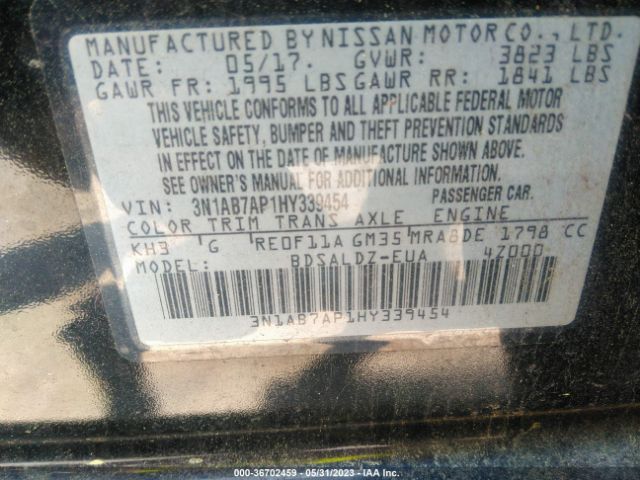 MANUFACTURED BY NISSAN MOTOR CO., LTD.
DATE: 05/17. GVWR: 3823 LBS
GAWR FR: 1995 LBS GAWR RR: 1841 LBS
THIS VEHICLE CONFORMS TO ALL APPLICABLE FEDERAL MOTOR
VEHICLE SAFETY, BUMPER AND THEFT PREVENTION STANDARDS
IN EFFECT ON THE DATE OF MANUFACTURE SHOWN ABOVE.
SEE OWNER'S MANUAL FOR ADDITIONAL INFORMATION.
VIN: 3N1AB7AP1HY339454 PASSENGER CAR.
COLOR TRIM TRANS AXLE ENGINE
KH3 G RE0F11A GM35 MRA8DE 1798 CC
MODEL: BDSALDZ-EUA 4Z000
3N1AB7AP1HY339454
000-36702459 - 05/31/2023 - IAA Inc.